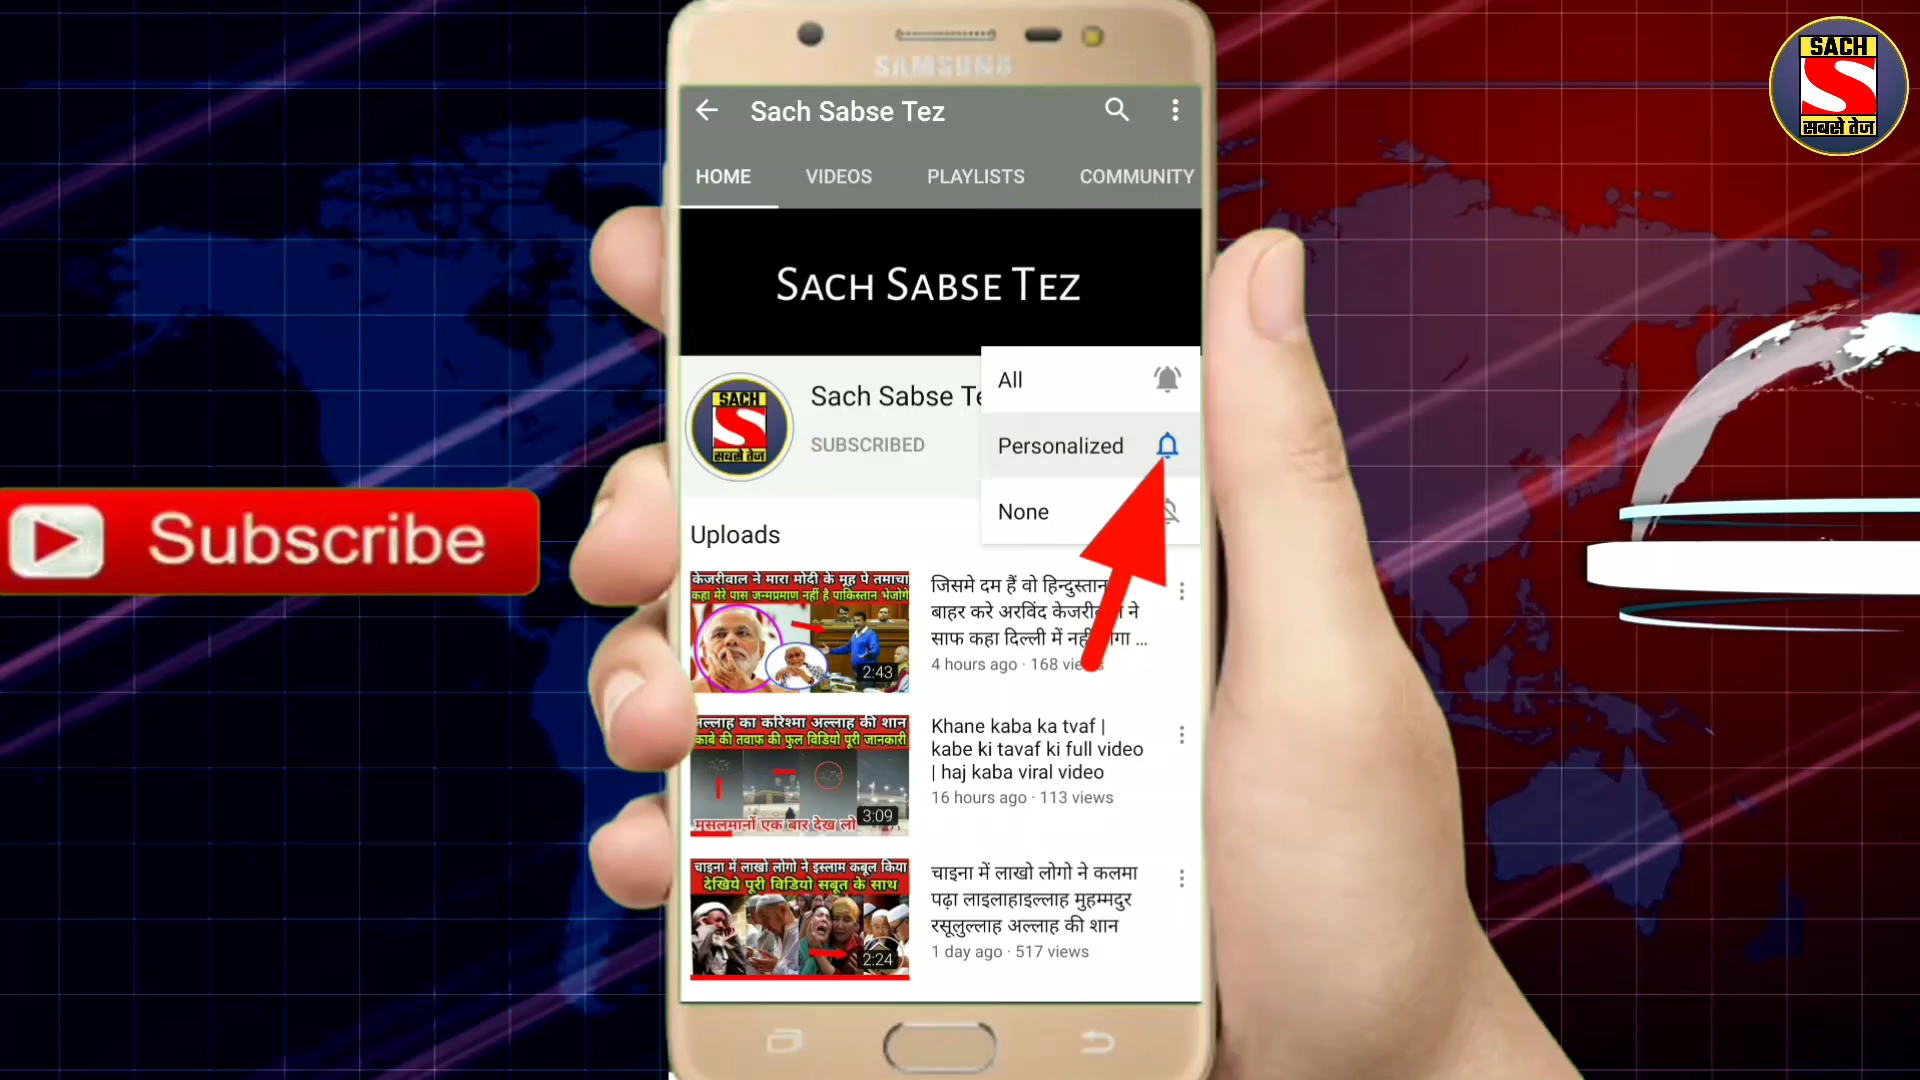 SACH
सबसे तेज
SAMSUNG
Sach Sabse Tez
HOME VIDEOS PLAYLISTS COMMUNITY
SACH SABSE TEZ
All
Personalized
None
SACH
सबसे तेज
Sach Sabse Te
SUBSCRIBED
Subscribe
Uploads
केजरीवाल ने मारा मोदी के मूह पे तमाचा
कहा मेरे पास जन्मप्रमाण नहीं है पाकिस्तान भेजोगे
2:43
जिसमे दम हैं वो हिन्दुस्तान
बाहर करे अरविंद केजरी ने
साफ कहा दिल्ली में नही गा ...
4 hours ago · 168 views
अल्लाह का करिश्मा अल्लाह की शान
काबे की तवाफ की फुल विडियो पूरी जानकारी
मुसलमानों एक बार देख लो
3:09
Khane kaba ka tvaf |
kabe ki tavaf ki full video
| haj kaba viral video
16 hours ago · 113 views
चाइना में लाखो लोगो ने इस्लाम कबूल किया
देखिये पूरी विडियो सबूत के साथ
2:24
चाइना में लाखो लोगो ने कलमा
पढ़ा लाइलाहाइल्लाह मुहम्मदुर
रसूलुल्लाह अल्लाह की शान
1 day ago · 517 views